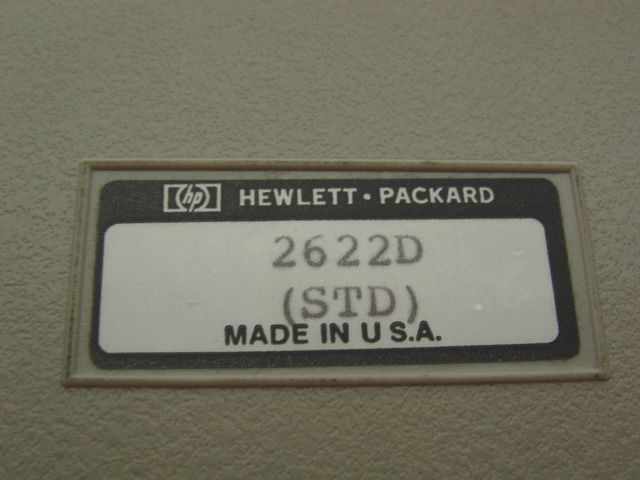 hp HEWLETT • PACKARD
2622D
(STD)
MADE IN U S.A.